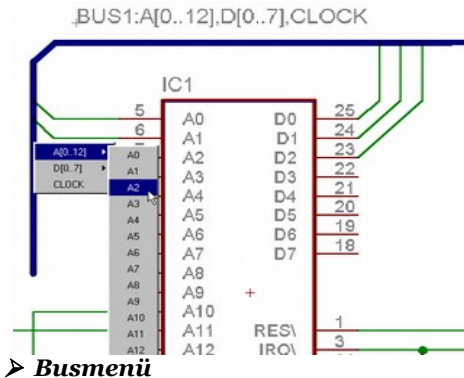 BUS1:A[0..12],D[0..7],CLOCK
IC1
5 A0 D0 25
6 A1 D1 24
A2 D2 23
A3 D3 22
A4 D4 21
A5 D5 20
A6 D6 19
A7 D7 18
A8
A9
A10
A11 RES\ 1
A12 IRQ\ 3
A[0..12]
D[0..7]
CLOCK
A0
A1
A2
A3
A4
A5
A6
A7
A8
A9
A10
A11
A12
➤ Busmenü